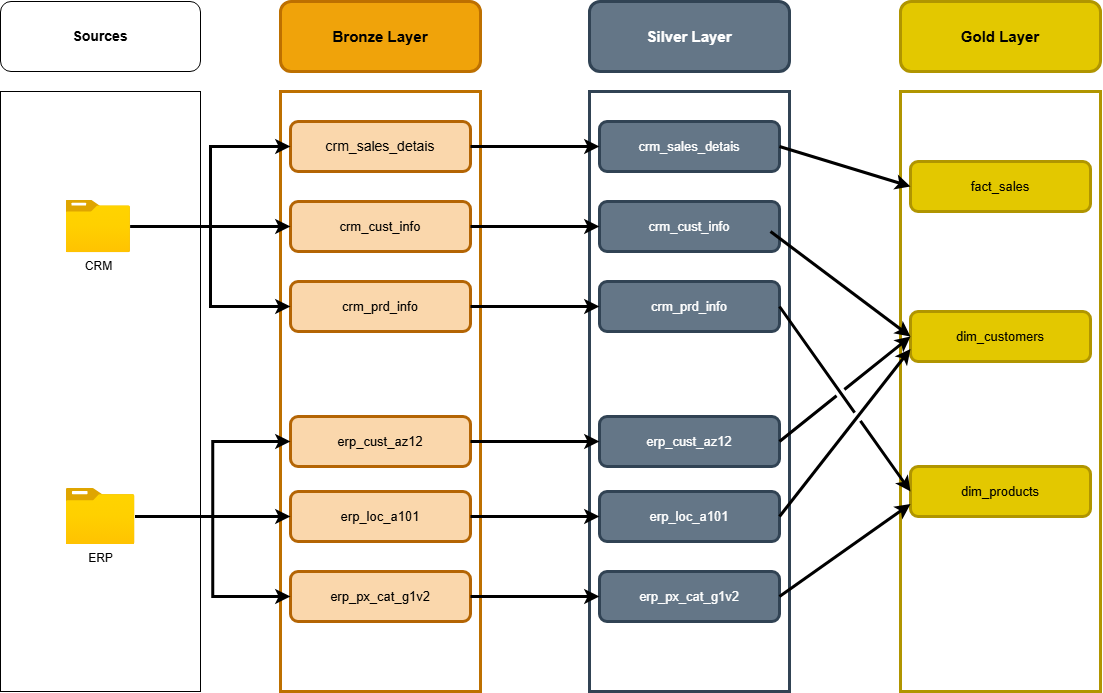 Sources
Bronze Layer
Silver Layer
Gold Layer
crm_sales_detais
crm_sales_detais
fact_sales
crm_cust_info
crm_cust_info
CRM
crm_prd_info
crm_prd_info
dim_customers
erp_cust_az12
erp_cust_az12
dim_products
erp_loc_a101
erp_loc_a101
ERP
erp_px_cat_g1v2
erp_px_cat_g1v2